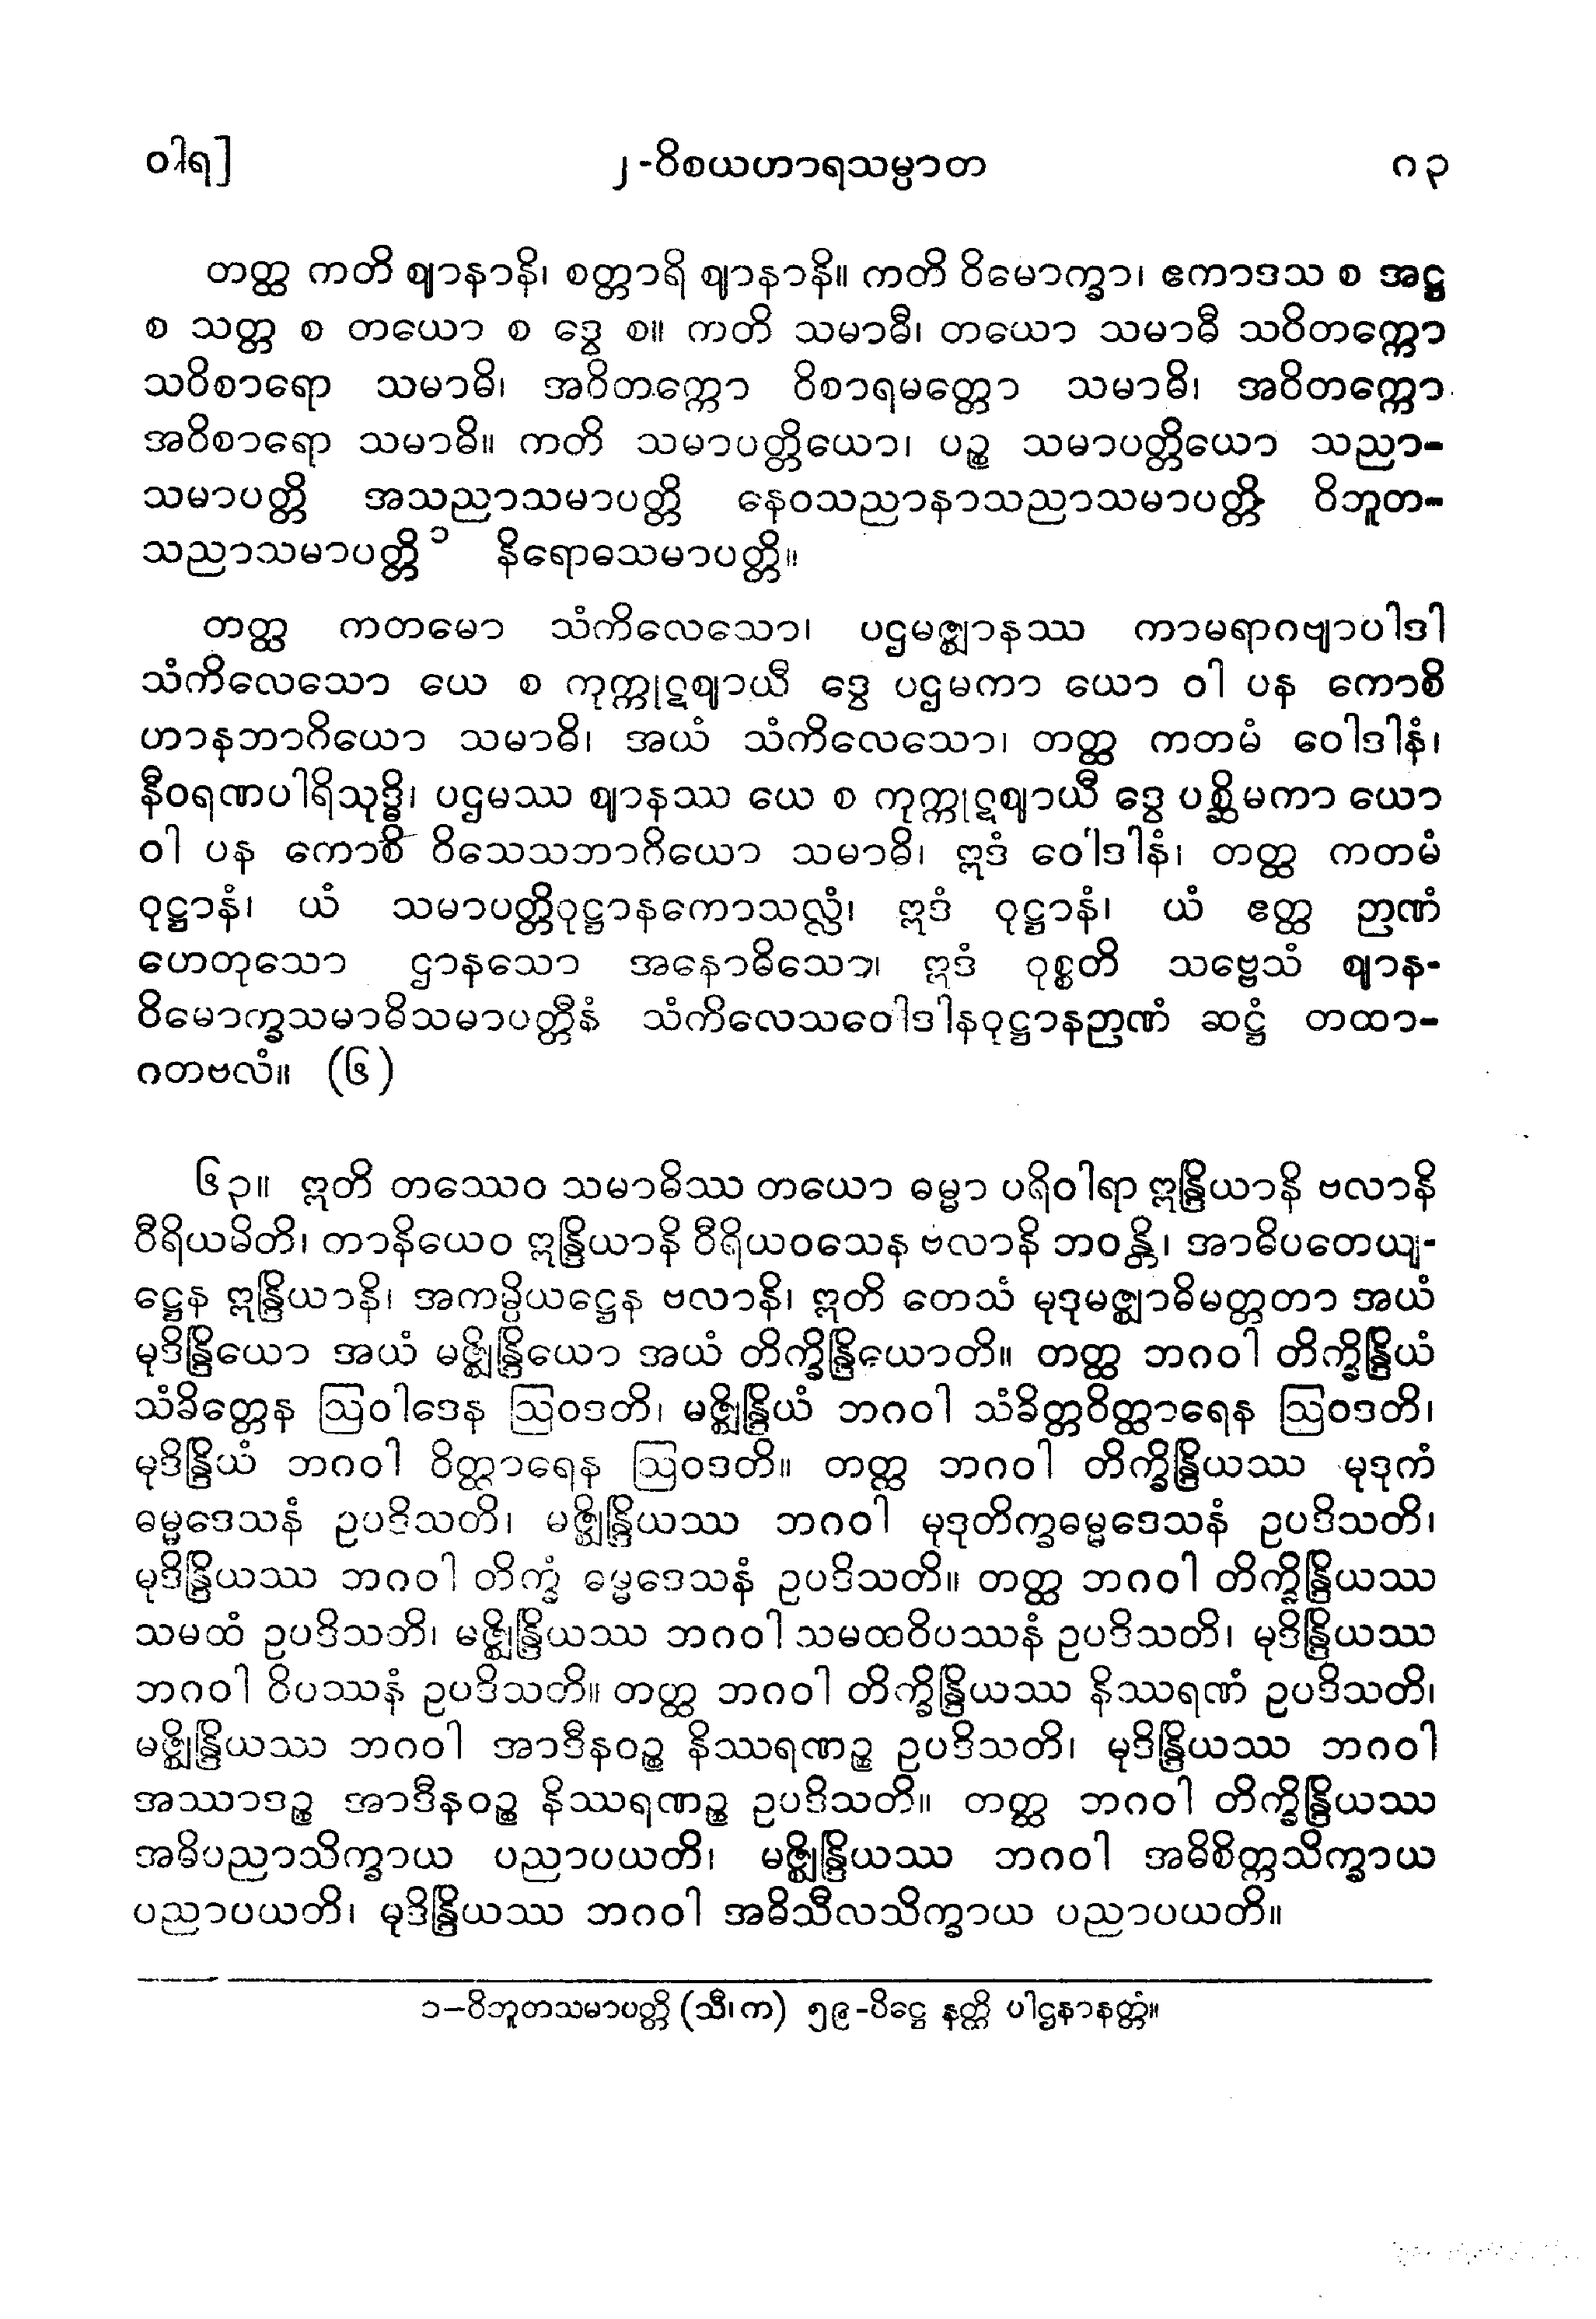 ဝါရ]
၂-ဝိစယဟာရသမ္ပာတ
ဂ၃
တတ္ထ ကတိ ဈာနာနိ၊ စတ္တာရိ ဈာနာနိ။ ကတိ ဝိမောက္ခာ၊ ဧကာဒသ စ အဋ္ဌ
စ သတ္တ စ တယော စ ဒွေ စ။ ကတိ သမာဓီ၊ တယော သမာဓီ သဝိတက္ကော
သဝိစာရော သမာဓိ၊ အဝိတက္ကော ဝိစာရမတ္တော သမာဓိ၊ အဝိတက္ကော
အဝိစာရော သမာဓိ။ ကတိ သမာပတ္တိယော၊ ပဉ္စ သမာပတ္တိယော သညာ-
သမာပတ္တိ အသညာသမာပတ္တိ နေဝသညာနာသညာသမာပတ္တိ ဝိဘူတ-
သညာသမာပတ္တိ ၁ နိရောဓသမာပတ္တိ။
တတ္ထ ကတမော သံကိလေသော၊ ပဌမဇ္ဈာနဿ ကာမရာဂဗျာပါဒါ
သံကိလေသော ယေ စ ကုက္ကုဋဈာယီ ဒွေ ပဌမကာ ယော ဝါ ပန ကောစိ
ဟာနဘာဂိယော သမာဓိ၊ အယံ သံကိလေသော၊ တတ္ထ ကတမံ ဝေါဒါနံ၊
နီဝရဏပါရိသုဒ္ဓိ၊ ပဌမဿ ဈာနဿ ယေ စ ကုက္ကုဋဈာယီ ဒွေ ပစ္ဆိမကာ ယော
ဝါ ပန ကောစိ ဝိသေသဘာဂိယော သမာဓိ၊ ဣဒံ ဝေါဒါနံ၊ တတ္ထ ကတမံ
ဝုဋ္ဌာနံ၊ ယံ သမာပတ္တိဝုဋ္ဌာနကောသလ္လံ၊ ဣဒံ ဝုဋ္ဌာနံ၊ ယံ ဧတ္ထ ဉာဏံ
ဟေတုသော ဌာနသော အနောဓိသော၊ ဣဒံ ဝုစ္စတိ သဗ္ဗေသံ ဈာန-
ဝိမောက္ခသမာဓိသမာပတ္တီနံ သံကိလေသဝေါဒါနဝုဋ္ဌာနဉာဏံ ဆဋ္ဌံ တထာ-
ဂတဗလံ။ (၆)
၆၃။ ဣတိ တဿေဝ သမာဓိဿ တယော ဓမ္မာ ပရိဝါရာ ဣန္ဒြိယာနိ ဗလာနိ
ဝီရိယမိတိ၊ တာနိယေဝ ဣန္ဒြိယာနိ ဝီရိယဝသေန ဗလာနိ ဘဝန္တိ၊ အာဓိပတေယျ-
ဋ္ဌေန ဣန္ဒြိယာနိ၊ အကမ္ပိယဋ္ဌေန ဗလာနိ၊ ဣတိ တေသံ မုဒုမဇ္ဈာဓိမတ္တတာ အယံ
မုဒိန္ဒြိယော အယံ မဇ္ဈိန္ဒြိယော အယံ တိက္ခိန္ဒြိယောတိ။ တတ္ထ ဘဂဝါ တိက္ခိန္ဒြိယံ
သံခိတ္တေန ဩဝါဒေန ဩဝဒတိ၊ မဇ္ဈိန္ဒြိယံ ဘဂဝါ သံခိတ္တဝိတ္ထာရေန ဩဝဒတိ၊
မုဒိန္ဒြိယံ ဘဂဝါ ဝိတ္ထာရေန ဩဝဒတိ။ တတ္ထ ဘဂဝါ တိက္ခိန္ဒြိယဿ မုဒုကံ
ဓမ္မဒေသနံ ဥပဒိသတိ၊ မဇ္ဈိန္ဒြိယဿ ဘဂဝါ မုဒုတိက္ခဓမ္မဒေသနံ ဥပဒိသတိ၊
မုဒိန္ဒြိယဿ ဘဂဝါ တိက္ခံ ဓမ္မဒေသနံ ဥပဒိသတိ။ တတ္ထ ဘဂဝါ တိက္ခိန္ဒြိယဿ
သမထံ ဥပဒိသတိ၊ မဇ္ဈိန္ဒြိယဿ ဘဂဝါ သမထဝိပဿနံ ဥပဒိသတိ၊ မုဒိန္ဒြိယဿ
ဘဂဝါ ဝိပဿနံ ဥပဒိသတိ။ တတ္ထ ဘဂဝါ တိက္ခိန္ဒြိယဿ နိဿရဏံ ဥပဒိသတိ၊
မဇ္ဈိန္ဒြိယဿ ဘဂဝါ အာဒီနဝဉ္စ နိဿရဏဉ္စ ဥပဒိသတိ၊ မုဒိန္ဒြိယဿ ဘဂဝါ
အဿာဒဉ္စ အာဒီနဝဉ္စ နိဿရဏဉ္စ ဥပဒိသတိ။ တတ္ထ ဘဂဝါ တိက္ခိန္ဒြိယဿ
အဓိပညာသိက္ခာယ ပညာပယတိ၊ မဇ္ဈိန္ဒြိယဿ ဘဂဝါ အဓိစိတ္တသိက္ခာယ
ပညာပယတိ၊ မုဒိန္ဒြိယဿ ဘဂဝါ အဓိသီလသိက္ခာယ ပညာပယတိ။
၁−ဝိဘူတသမာပတ္တိ (သီ၊က) ၅၉-ပိဋ္ဌေ နတ္ထိ ပါဌနာနတ္တံ။